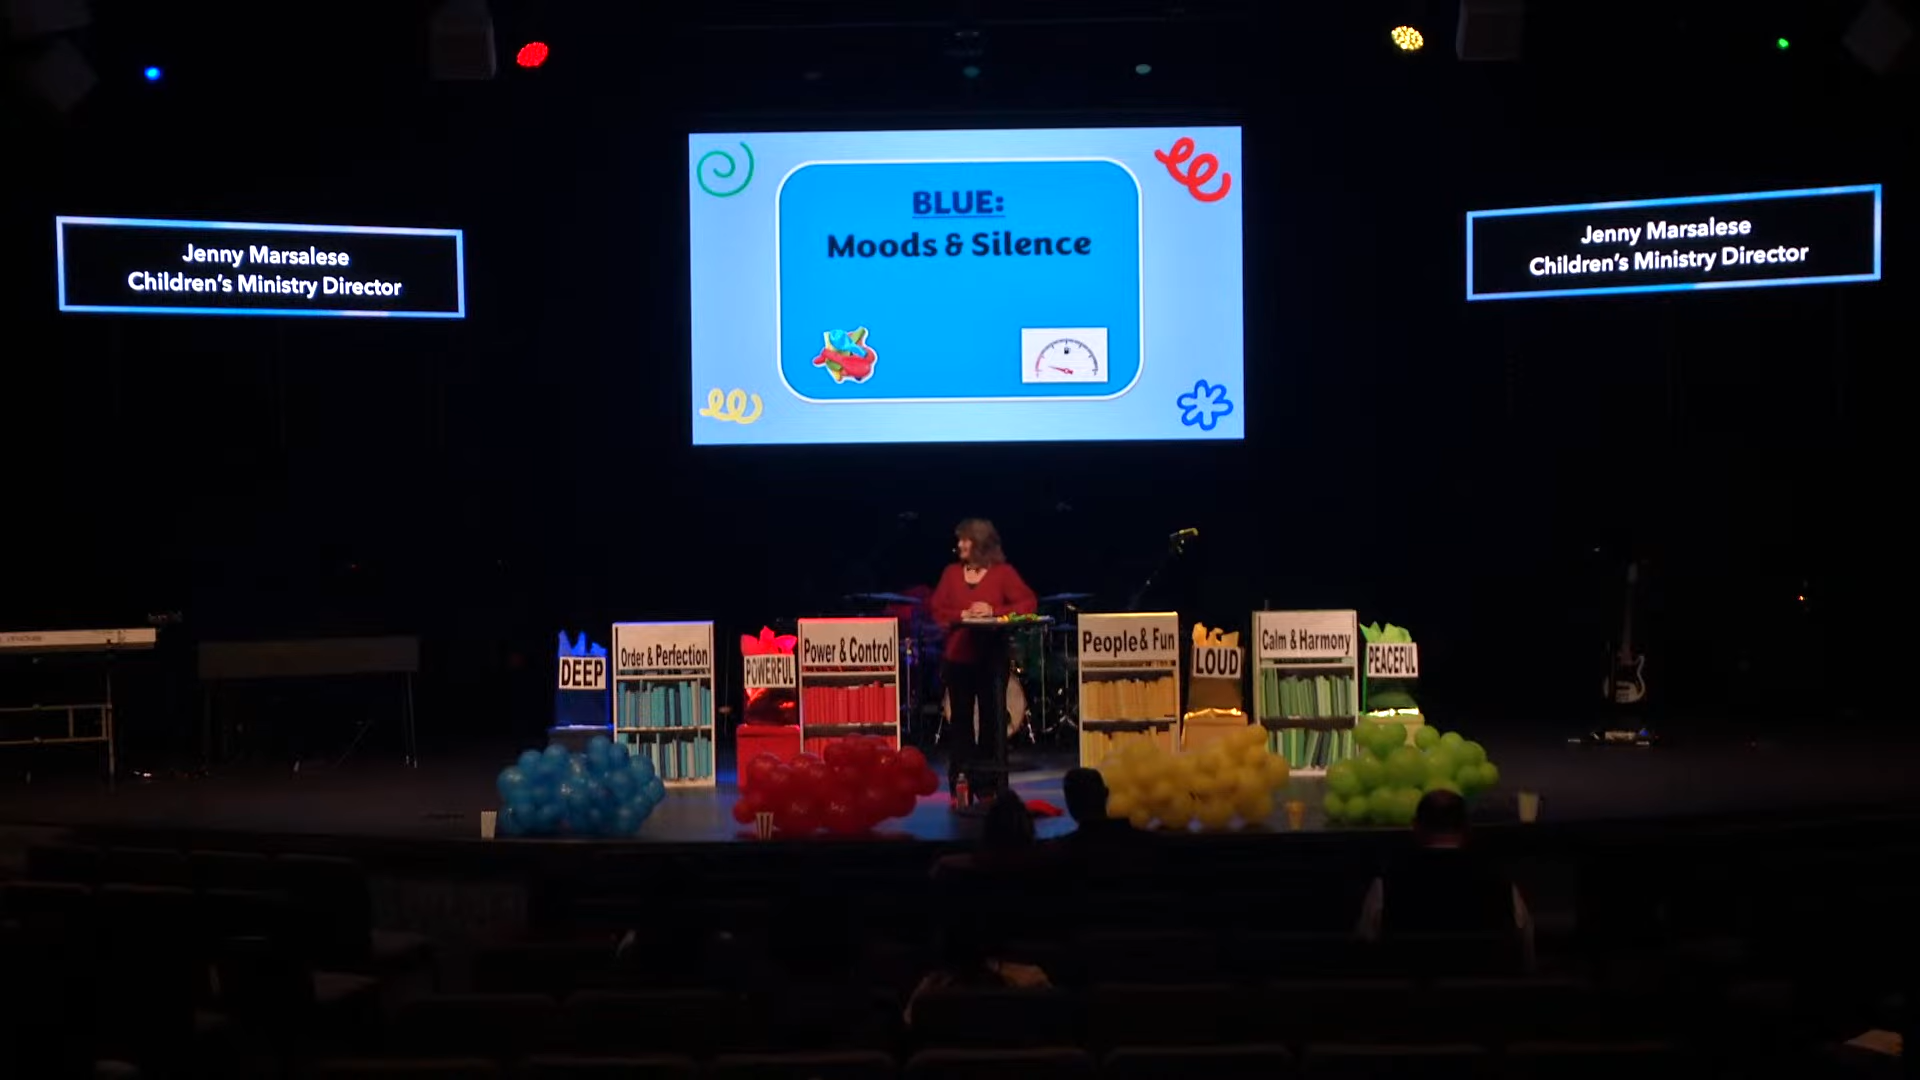 BLUE:
Moods & Silence
Jenny Marsalese
Children's Ministry Director
Jenny Marsalese
Children's Ministry Director
DEEP
Order & Perfection
POWERFUL
Power & Control
People & Fun
LOUD
Calm & Harmony
PEACEFUL